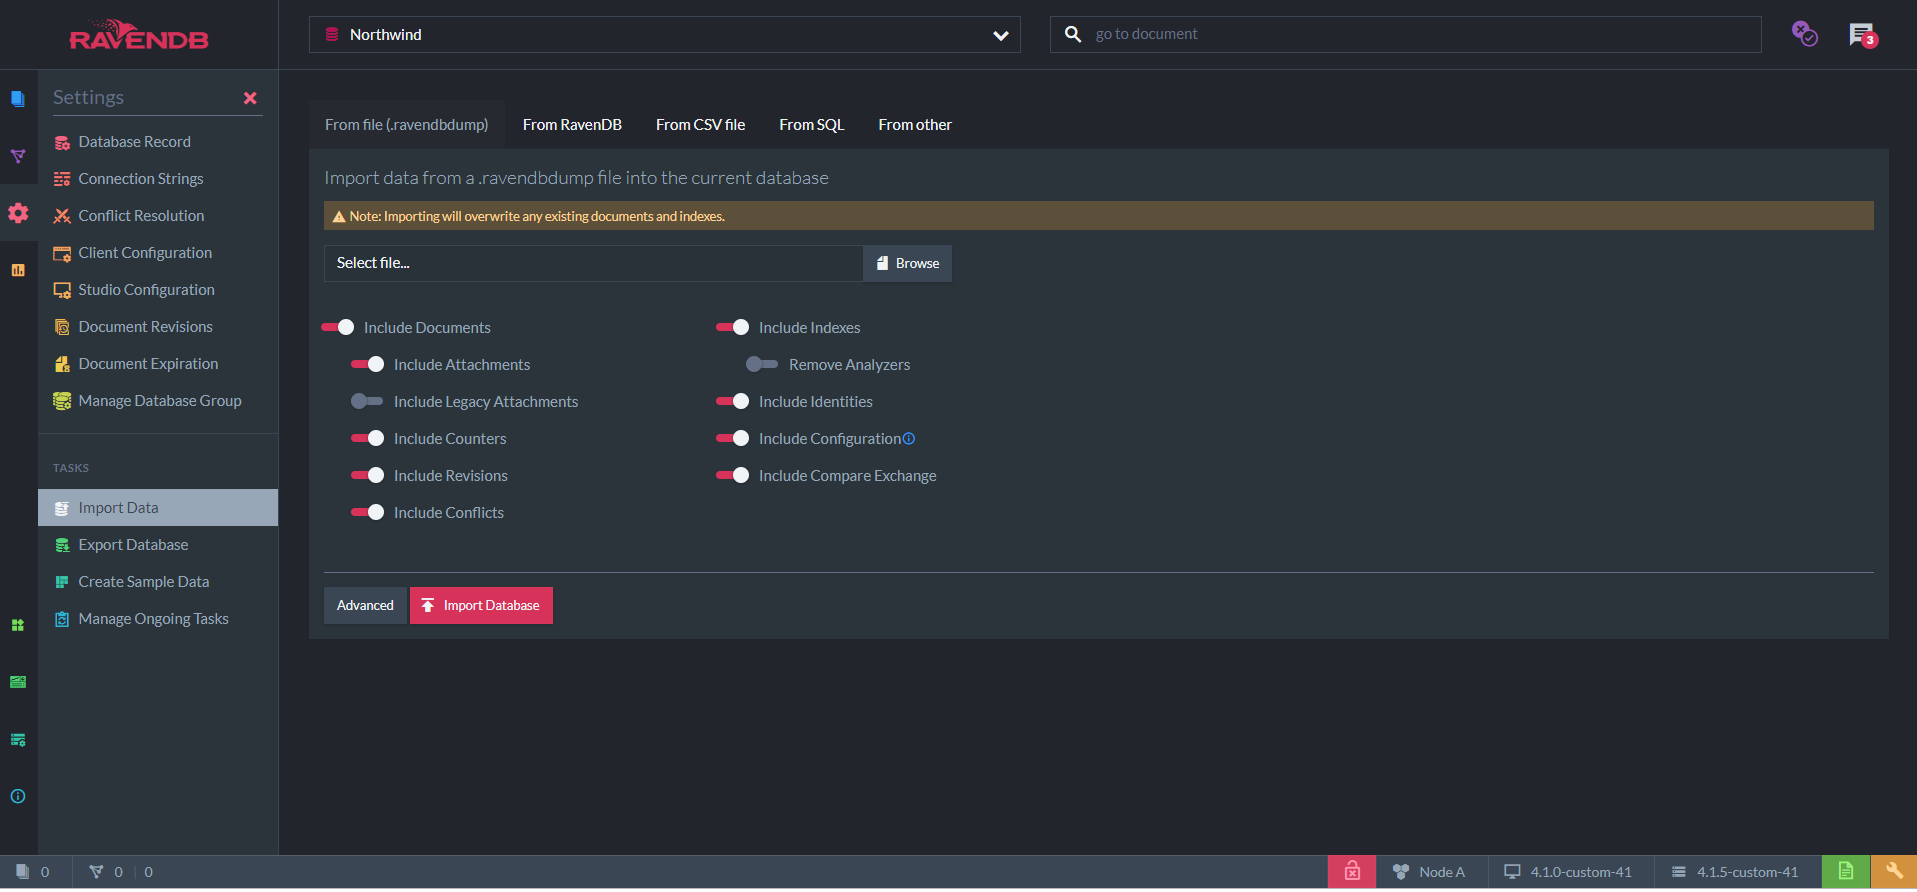 RAVENDB
Northwind
go to document
3
Settings
Database Record
Connection Strings
Conflict Resolution
Client Configuration
Studio Configuration
Document Revisions
Document Expiration
Manage Database Group
TASKS
Import Data
Export Database
Create Sample Data
Manage Ongoing Tasks
From file (.ravendbdump) From RavenDB From CSV file From SQL From other
Import data from a .ravendbdump file into the current database
Note: Importing will overwrite any existing documents and indexes.
Select file... Browse
Include Documents
Include Attachments
Include Legacy Attachments
Include Counters
Include Revisions
Include Conflicts
Include Indexes
Remove Analyzers
Include Identities
Include Configuration
Include Compare Exchange
Advanced Import Database
0 0 | 0 Node A 4.1.0-custom-41 4.1.5-custom-41